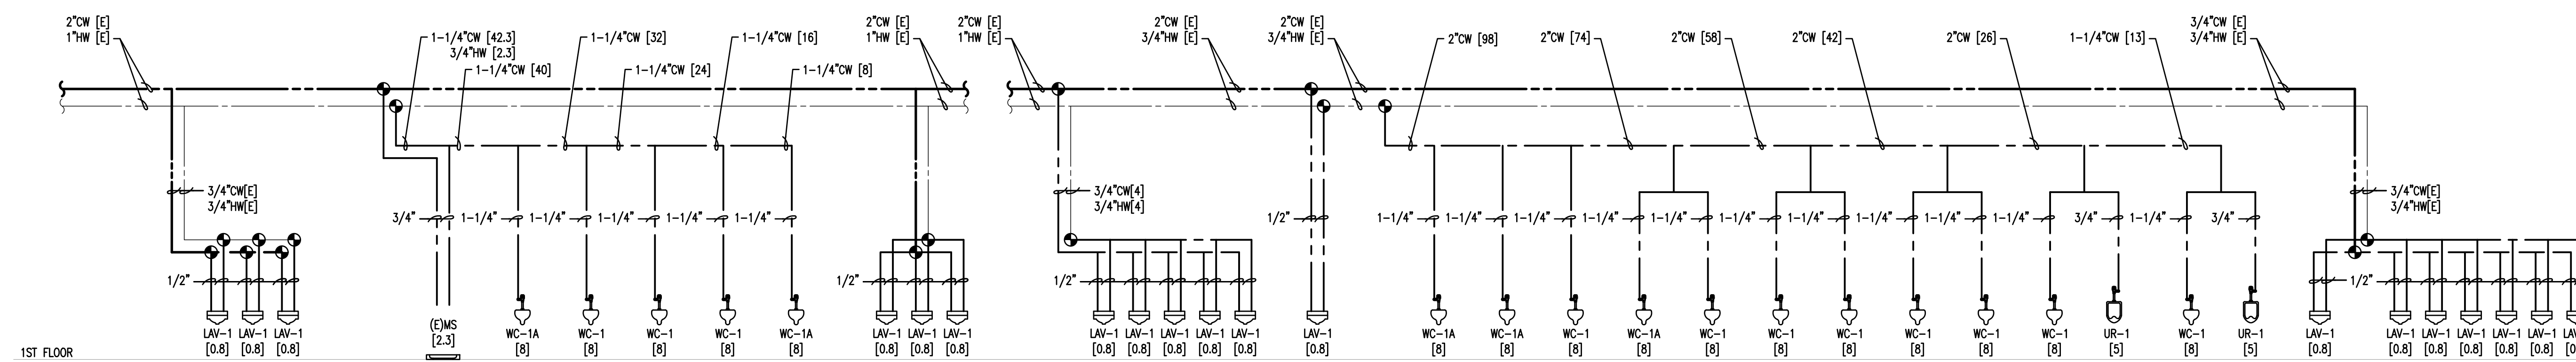 2"CW [E]
1"HW [E]
1-1/4"CW [42.3]
3/4"HW [2.3]
1-1/4"CW [40]
1-1/4"CW [32]
1-1/4"CW [24]
1-1/4"CW [16]
1-1/4"CW [8]
2"CW [E]
1"HW [E]
2"CW [E]
1"HW [E]
2"CW [E]
3/4"HW [E]
2"CW [E]
3/4"HW [E]
2"CW [98]
2"CW [74]
2"CW [58]
2"CW [42]
2"CW [26]
1-1/4"CW [13]
3/4"CW [E]
3/4"HW [E]
3/4"CW[E]
3/4"HW[E]
3/4"CW[4]
3/4"HW[4]
3/4"CW[E]
3/4"HW[E]
3/4"
1-1/4"
1-1/4"
1-1/4"
1-1/4"
1-1/4"
1/2"
1-1/4"
1-1/4"
1-1/4"
1-1/4"
1-1/4"
1-1/4"
1-1/4"
1-1/4"
1-1/4"
1-1/4"
3/4"
1-1/4"
3/4"
1/2"
1/2"
1/2"
1/2"
LAV-1
[0.8]
LAV-1
[0.8]
LAV-1
[0.8]
(E)MS
[2.3]
WC-1A
[8]
WC-1
[8]
WC-1
[8]
WC-1
[8]
WC-1A
[8]
LAV-1
[0.8]
LAV-1
[0.8]
LAV-1
[0.8]
LAV-1
[0.8]
LAV-1
[0.8]
LAV-1
[0.8]
LAV-1
[0.8]
LAV-1
[0.8]
LAV-1
[0.8]
WC-1A
[8]
WC-1A
[8]
WC-1
[8]
WC-1A
[8]
WC-1
[8]
WC-1
[8]
WC-1
[8]
WC-1
[8]
WC-1
[8]
WC-1
[8]
UR-1
[5]
WC-1
[8]
UR-1
[5]
LAV-1
[0.8]
LAV-1
[0.8]
LAV-1
[0.8]
LAV-1
[0.8]
LAV-1
[0.8]
LAV-1
[0.8]
1ST FLOOR